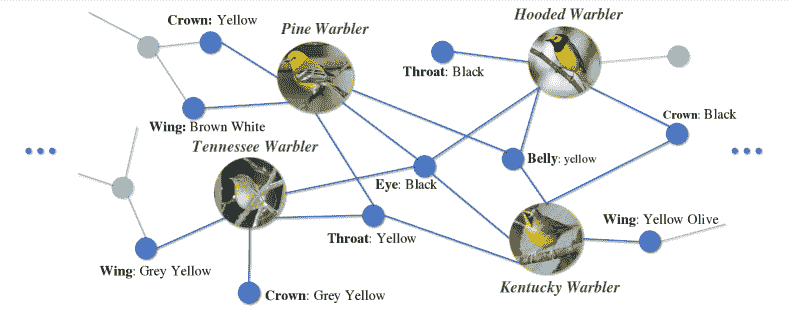 Hooded Warbler
Crown: Yellow
Pine Warbler
Throat: Black
Crown: Black
Wing: Brown White
Tennessee Warbler
Belly: yellow
Eye: Black
Wing: Yellow Olive
Throat: Yellow
Wing: Grey Yellow
Kentucky Warbler
Crown: Grey Yellow